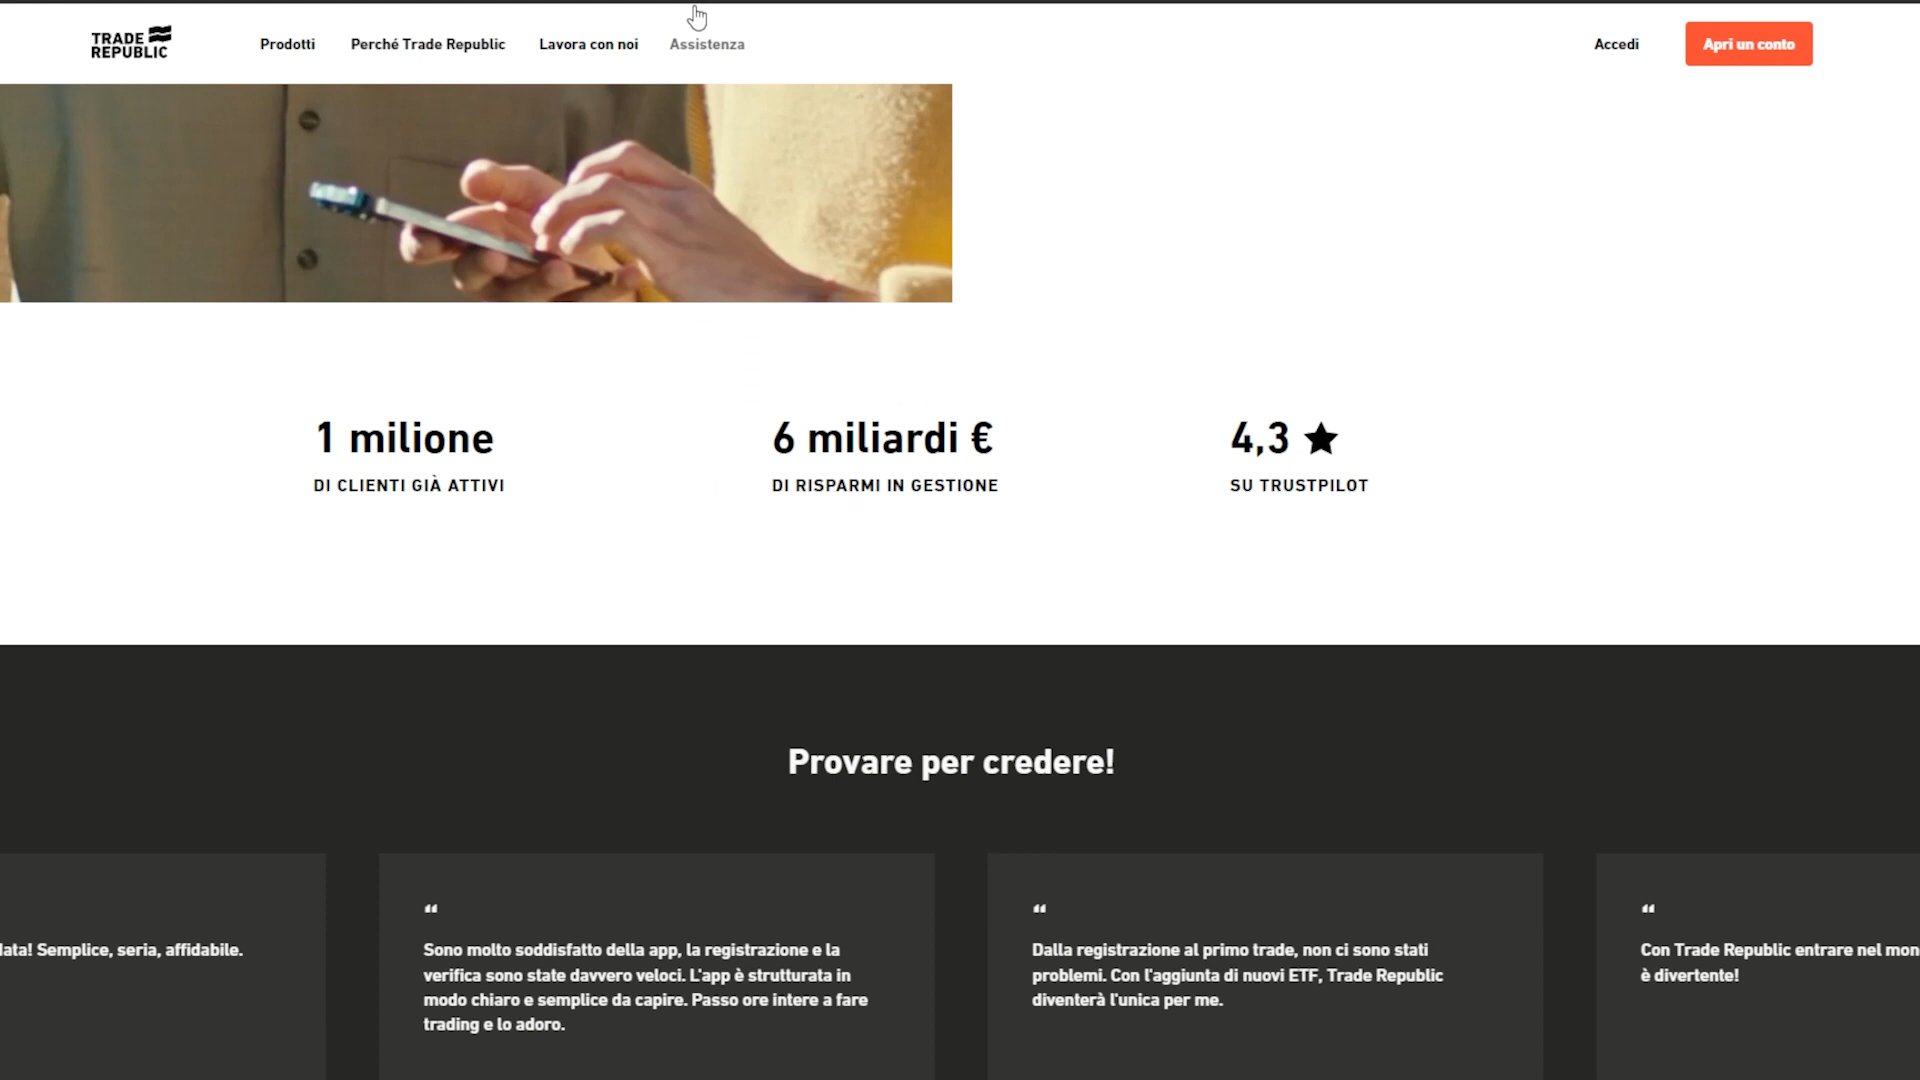 TRADE
REPUBLIC
Prodotti
Perché Trade Republic
Lavora con noi
Assistenza
Accedi
Apri un conto
1 milione
DI CLIENTI GIÀ ATTIVI
6 miliardi €
DI RISPARMI IN GESTIONE
4,3 ★
SU TRUSTPILOT
Provare per credere!
Semplice, seria, affidabile.
“
Sono molto soddisfatto della app, la registrazione e la
verifica sono state davvero veloci. L'app è strutturata in
modo chiaro e semplice da capire. Passo ore intere a fare
trading e lo adoro.
“
Dalla registrazione al primo trade, non ci sono stati
problemi. Con l'aggiunta di nuovi ETF, Trade Republic
diventerà l'unica per me.
“
Con Trade Republic entrare nel mon
è divertente!